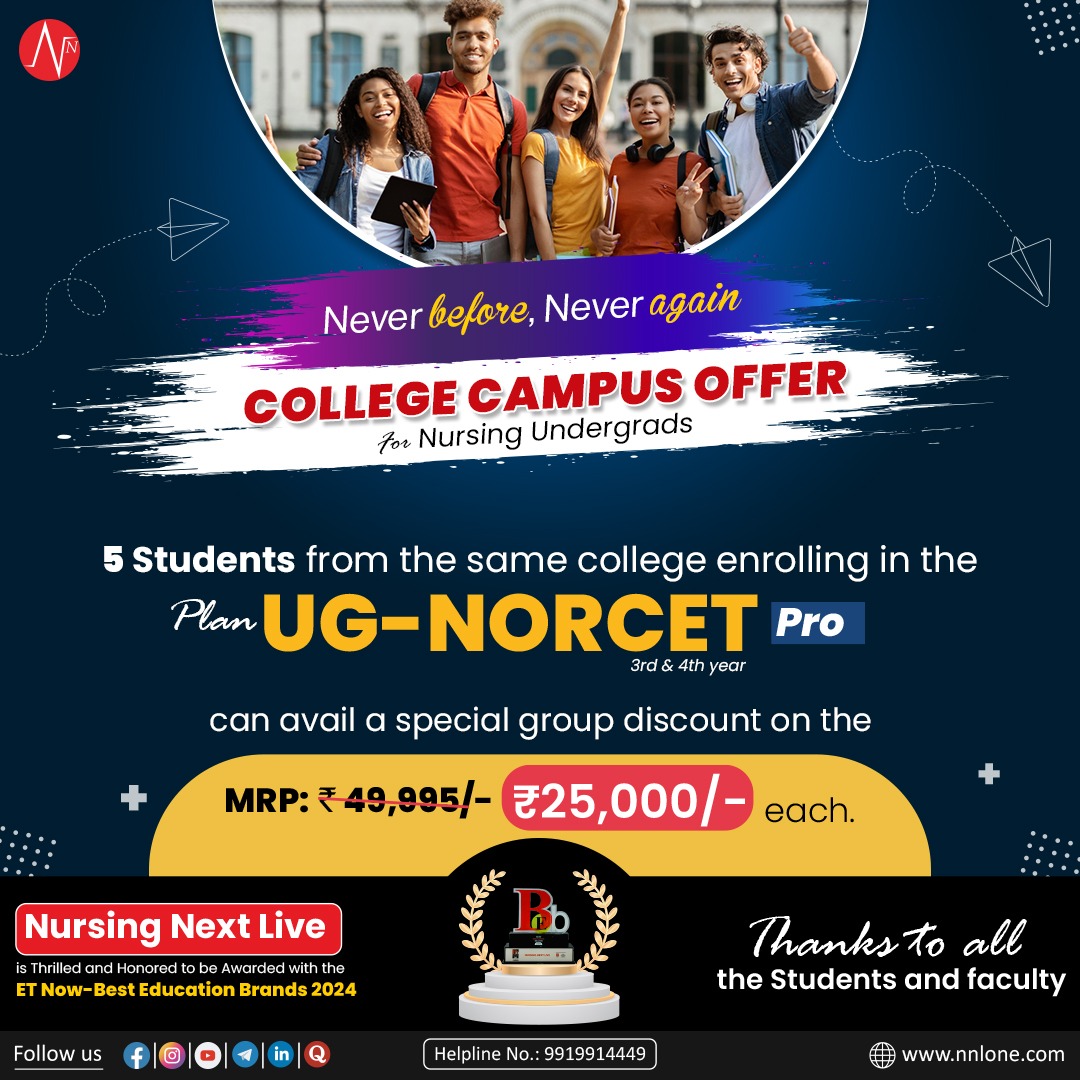 N
Never before, Never again
COLLEGE CAMPUS OFFER
For Nursing Undergrads
5 Students from the same college enrolling in the
Plan UG-NORCET Pro
3rd & 4th year
can avail a special group discount on the
MRP: ₹ 49,995/- ₹25,000/- each.
Nursing Next Live
is Thrilled and Honored to be Awarded with the
ET Now-Best Education Brands 2024
Thanks to all
the Students and faculty
Follow us
Helpline No.: 9919914449
www.nnlone.com